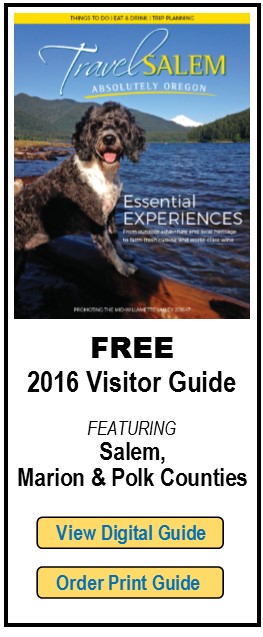 THINGS TO DO | EAT & DRINK | TRIP PLANNING
Travel SALEM
ABSOLUTELY OREGON
Essential
EXPERIENCES
From outdoor adventure and local heritage
to farm fresh cuisine and world class wine
PROMOTING THE MID-WILLAMETTE VALLEY 2016-17
FREE
2016 Visitor Guide
FEATURING
Salem,
Marion & Polk Counties
View Digital Guide
Order Print Guide